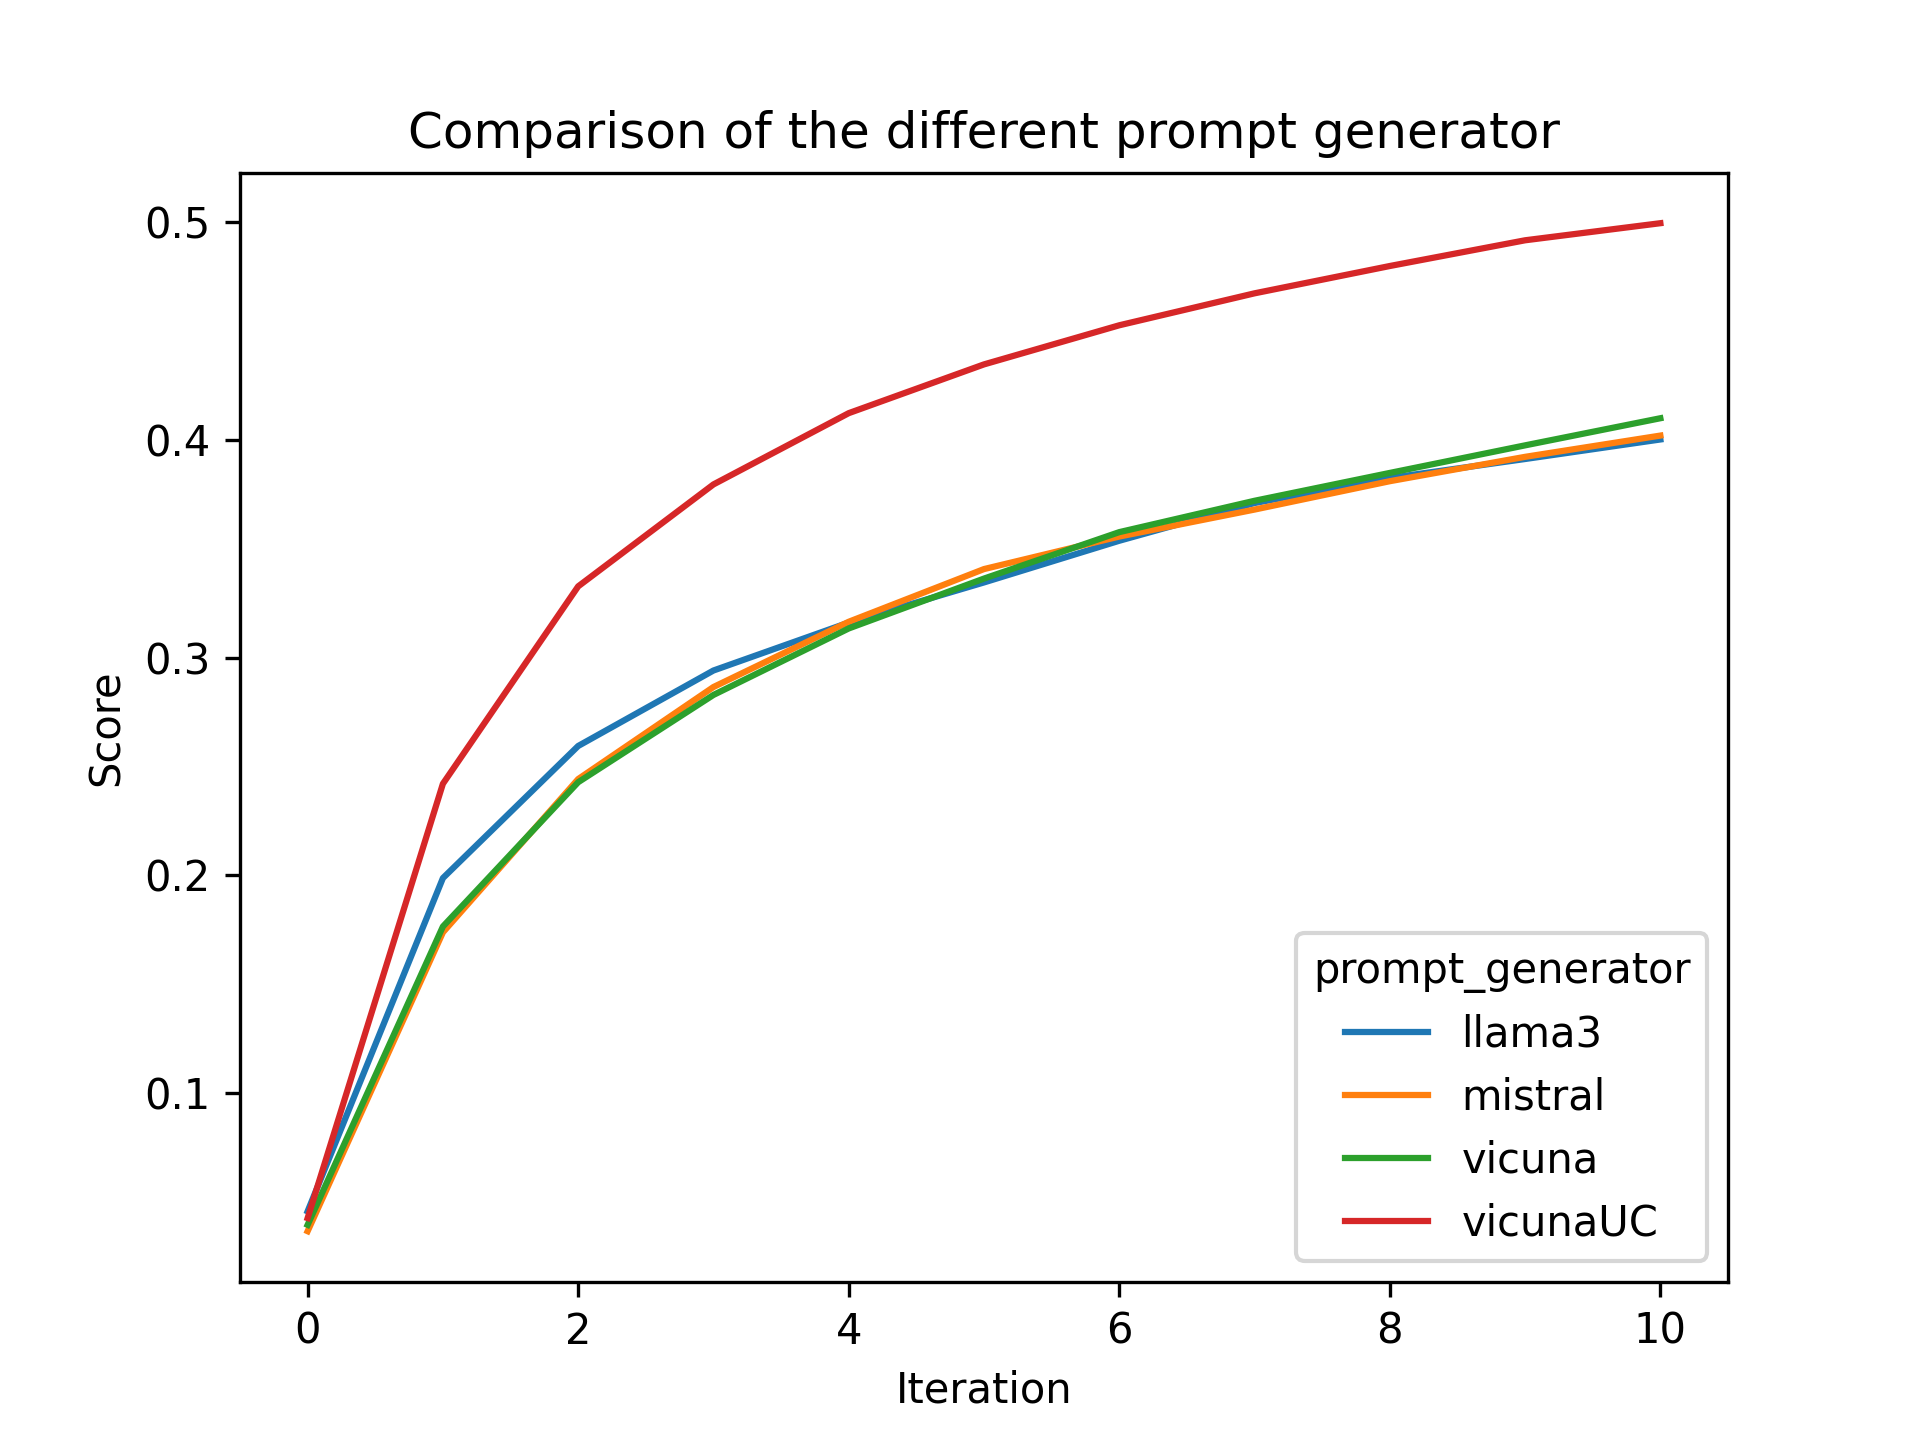 Comparison of the different prompt generator
0.5
0.4
0.3
0.2
0.1
Score
0 2 4 6 8 10
Iteration
prompt_generator
llama3
mistral
vicuna
vicunaUC